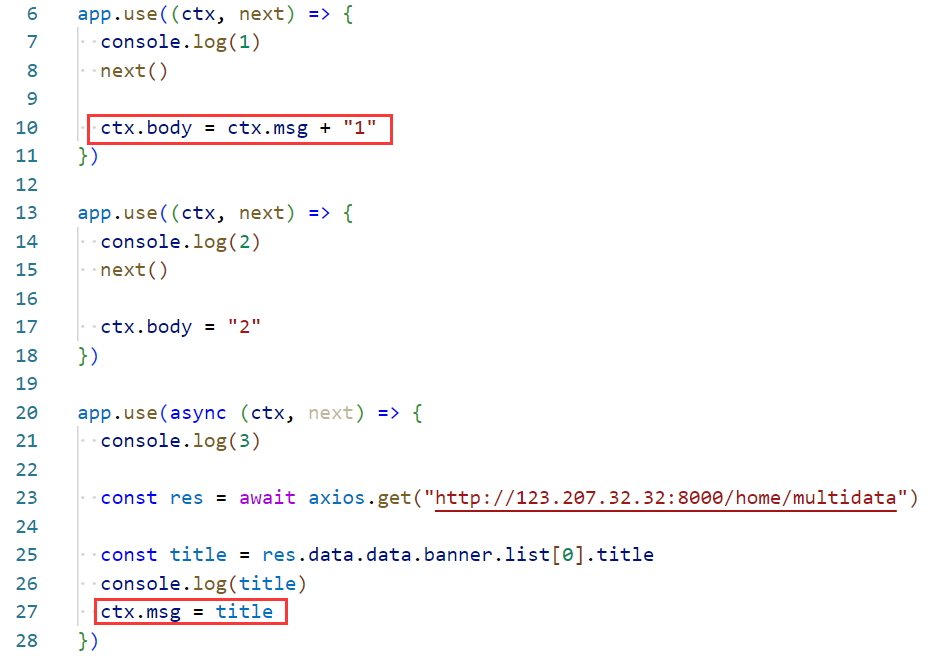 6 app.use((ctx, next) => {
7 console.log(1)
8 next()
9
10 ctx.body = ctx.msg + "1"
11 })
12
13 app.use((ctx, next) => {
14 console.log(2)
15 next()
16
17 ctx.body = "2"
18 })
19
20 app.use(async (ctx, next) => {
21 console.log(3)
22
23 const res = await axios.get("http://123.207.32.32:8000/home/multidata")
24
25 const title = res.data.data.banner.list[0].title
26 console.log(title)
27 ctx.msg = title
28 })